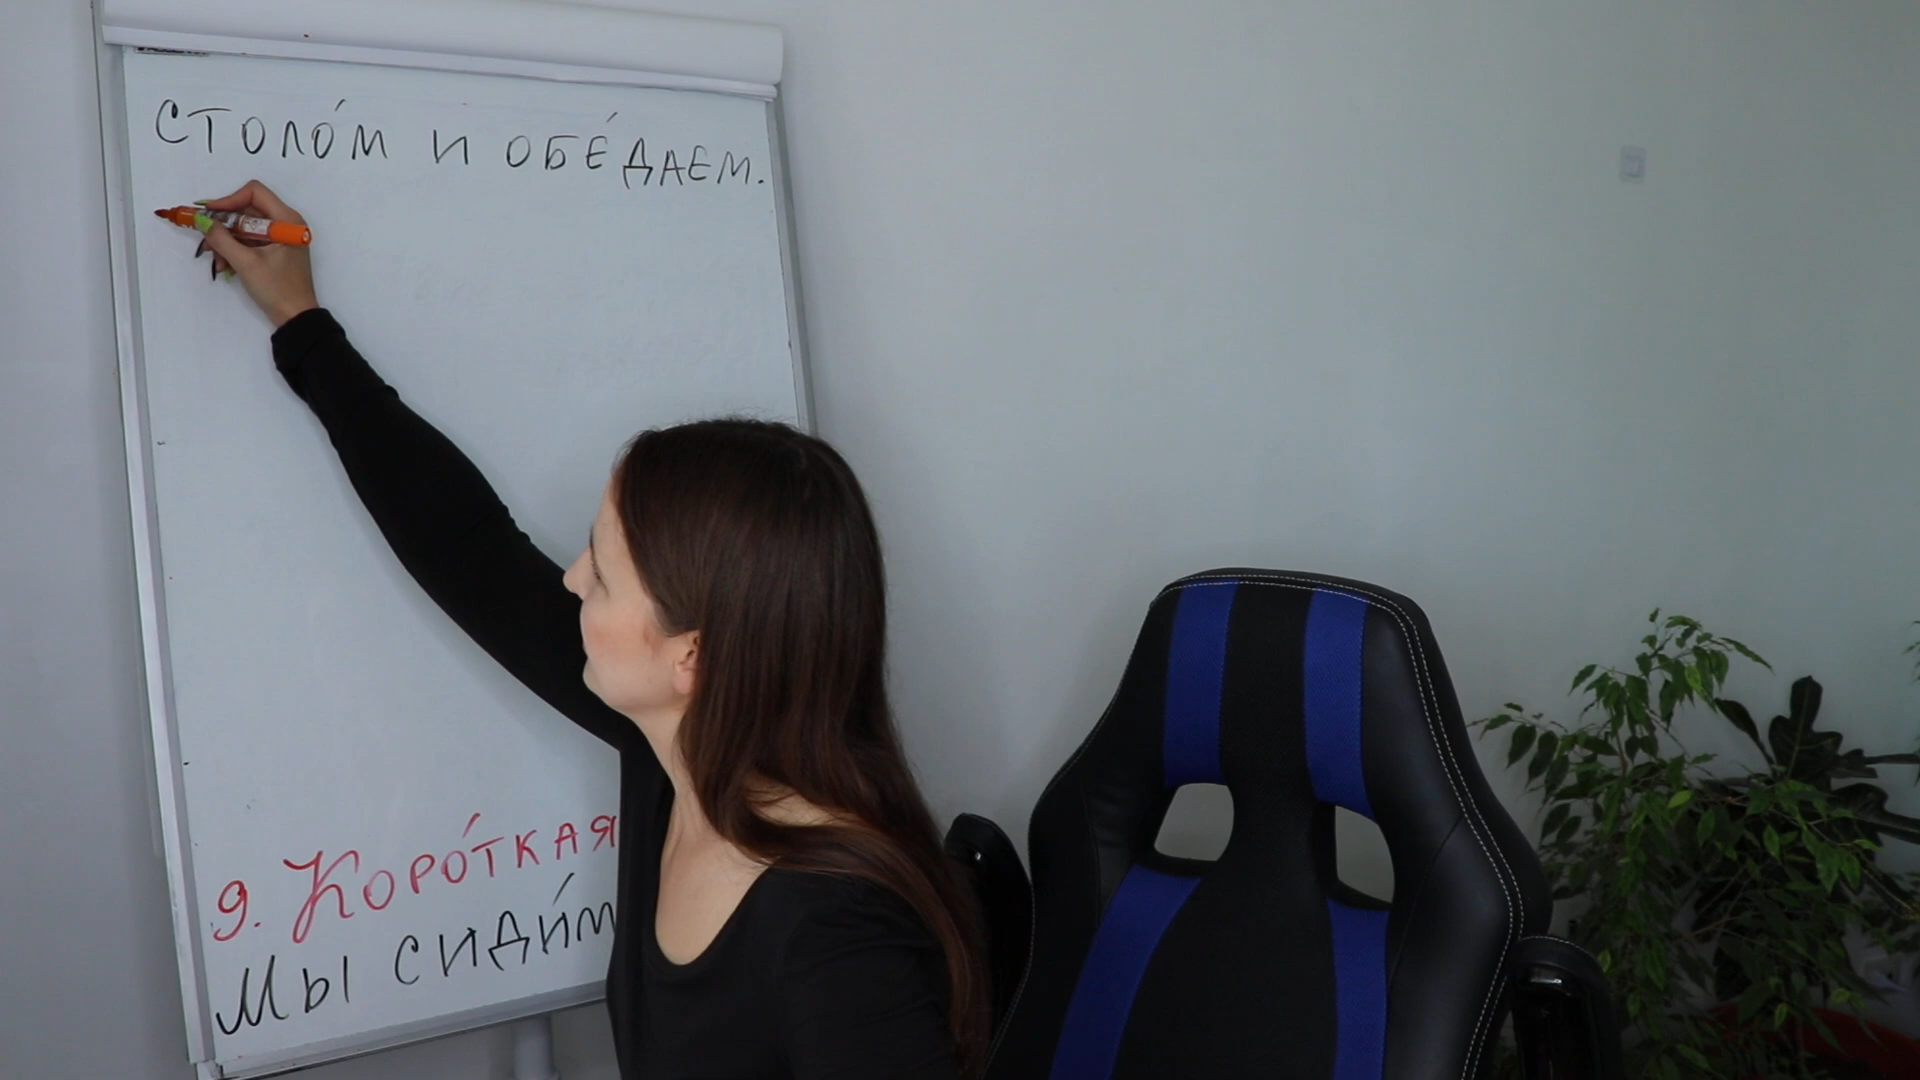 СТОЛО́М И ОБЕ́ДАЕМ.
9. КОРО́ТКАЯ
МЫ СИДИ́М